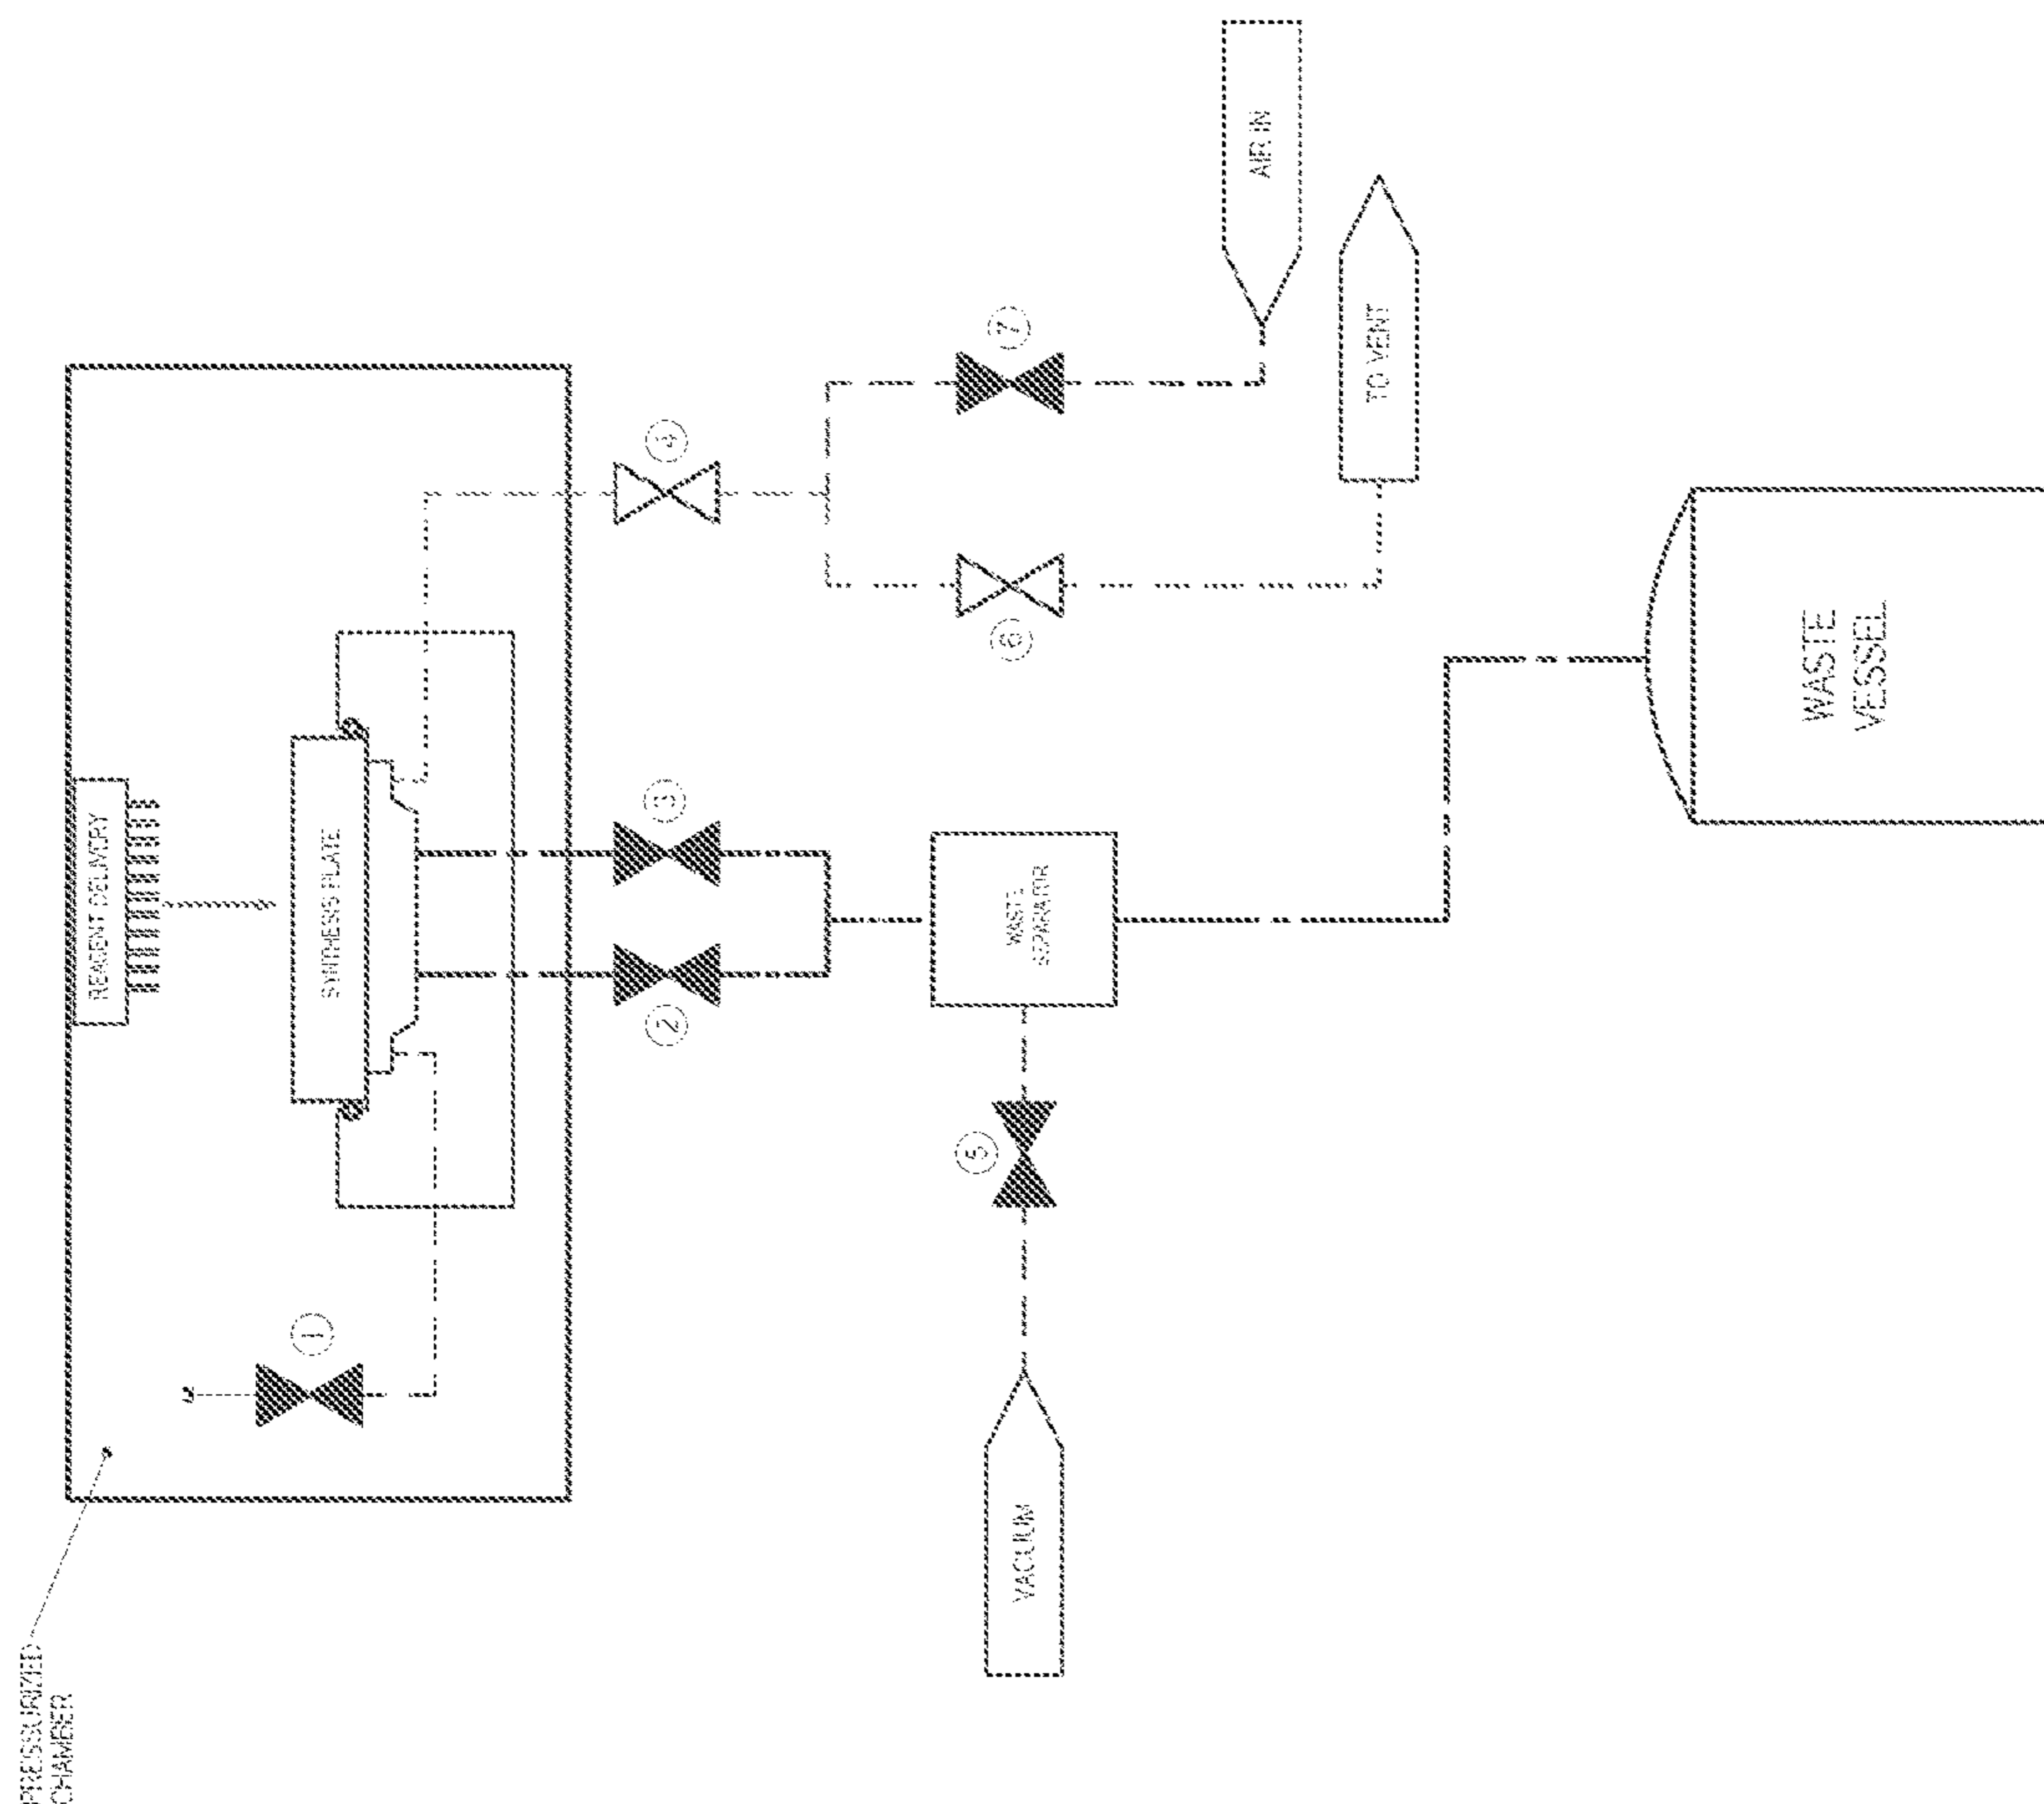 PRESSURIZED
CHAMBER
REAGENT DELIVERY
SYNTHESIS PLATE
1
2
3
4
5
6
7
WASTE
SEPARATOR
VACUUM
AIR IN
TO VENT
WASTE
VESSEL